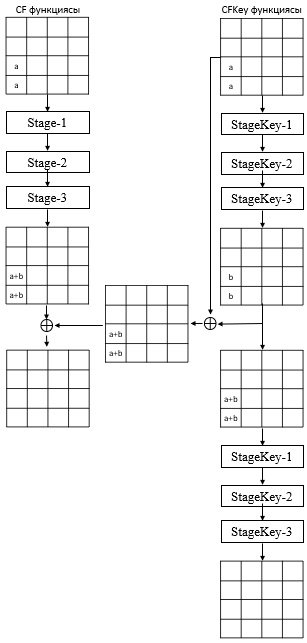 CF функциясы
a
a
Stage-1
Stage-2
Stage-3
a+b
a+b
a+b
a+b
CFKey функциясы
a
a
StageKey-1
StageKey-2
StageKey-3
b
b
a+b
a+b
StageKey-1
StageKey-2
StageKey-3